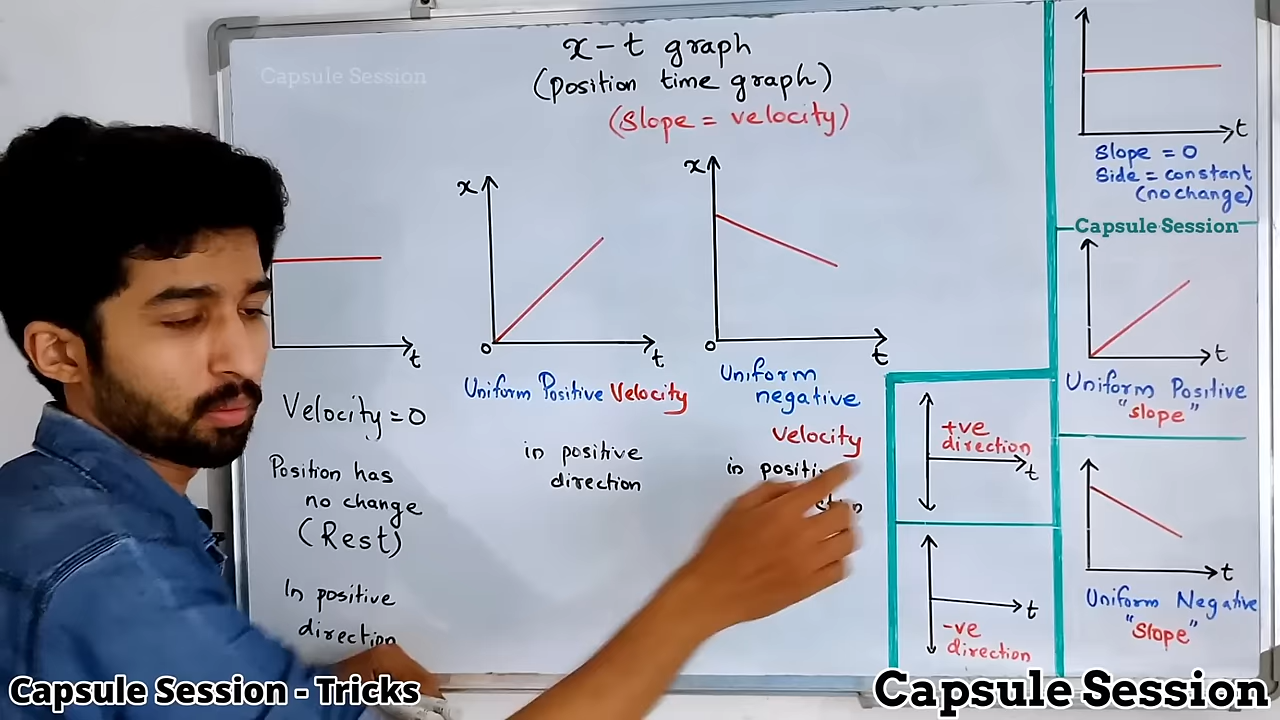 Capsule Session
x-t graph
(Position time graph)
(Slope = velocity)
t
Velocity = 0
Position has
no change
(Rest)
In positive
direction
x
0
t
Uniform Positive Velocity
in positive
direction
x
0
t
Uniform
negative
velocity
in
+ve
direction
t
t
-ve
direction
t
Slope = 0
Side = constant
(no change)
Capsule Session
t
Uniform Positive
"slope"
t
Uniform Negative
"slope"
Capsule Session - Tricks
Capsule Session